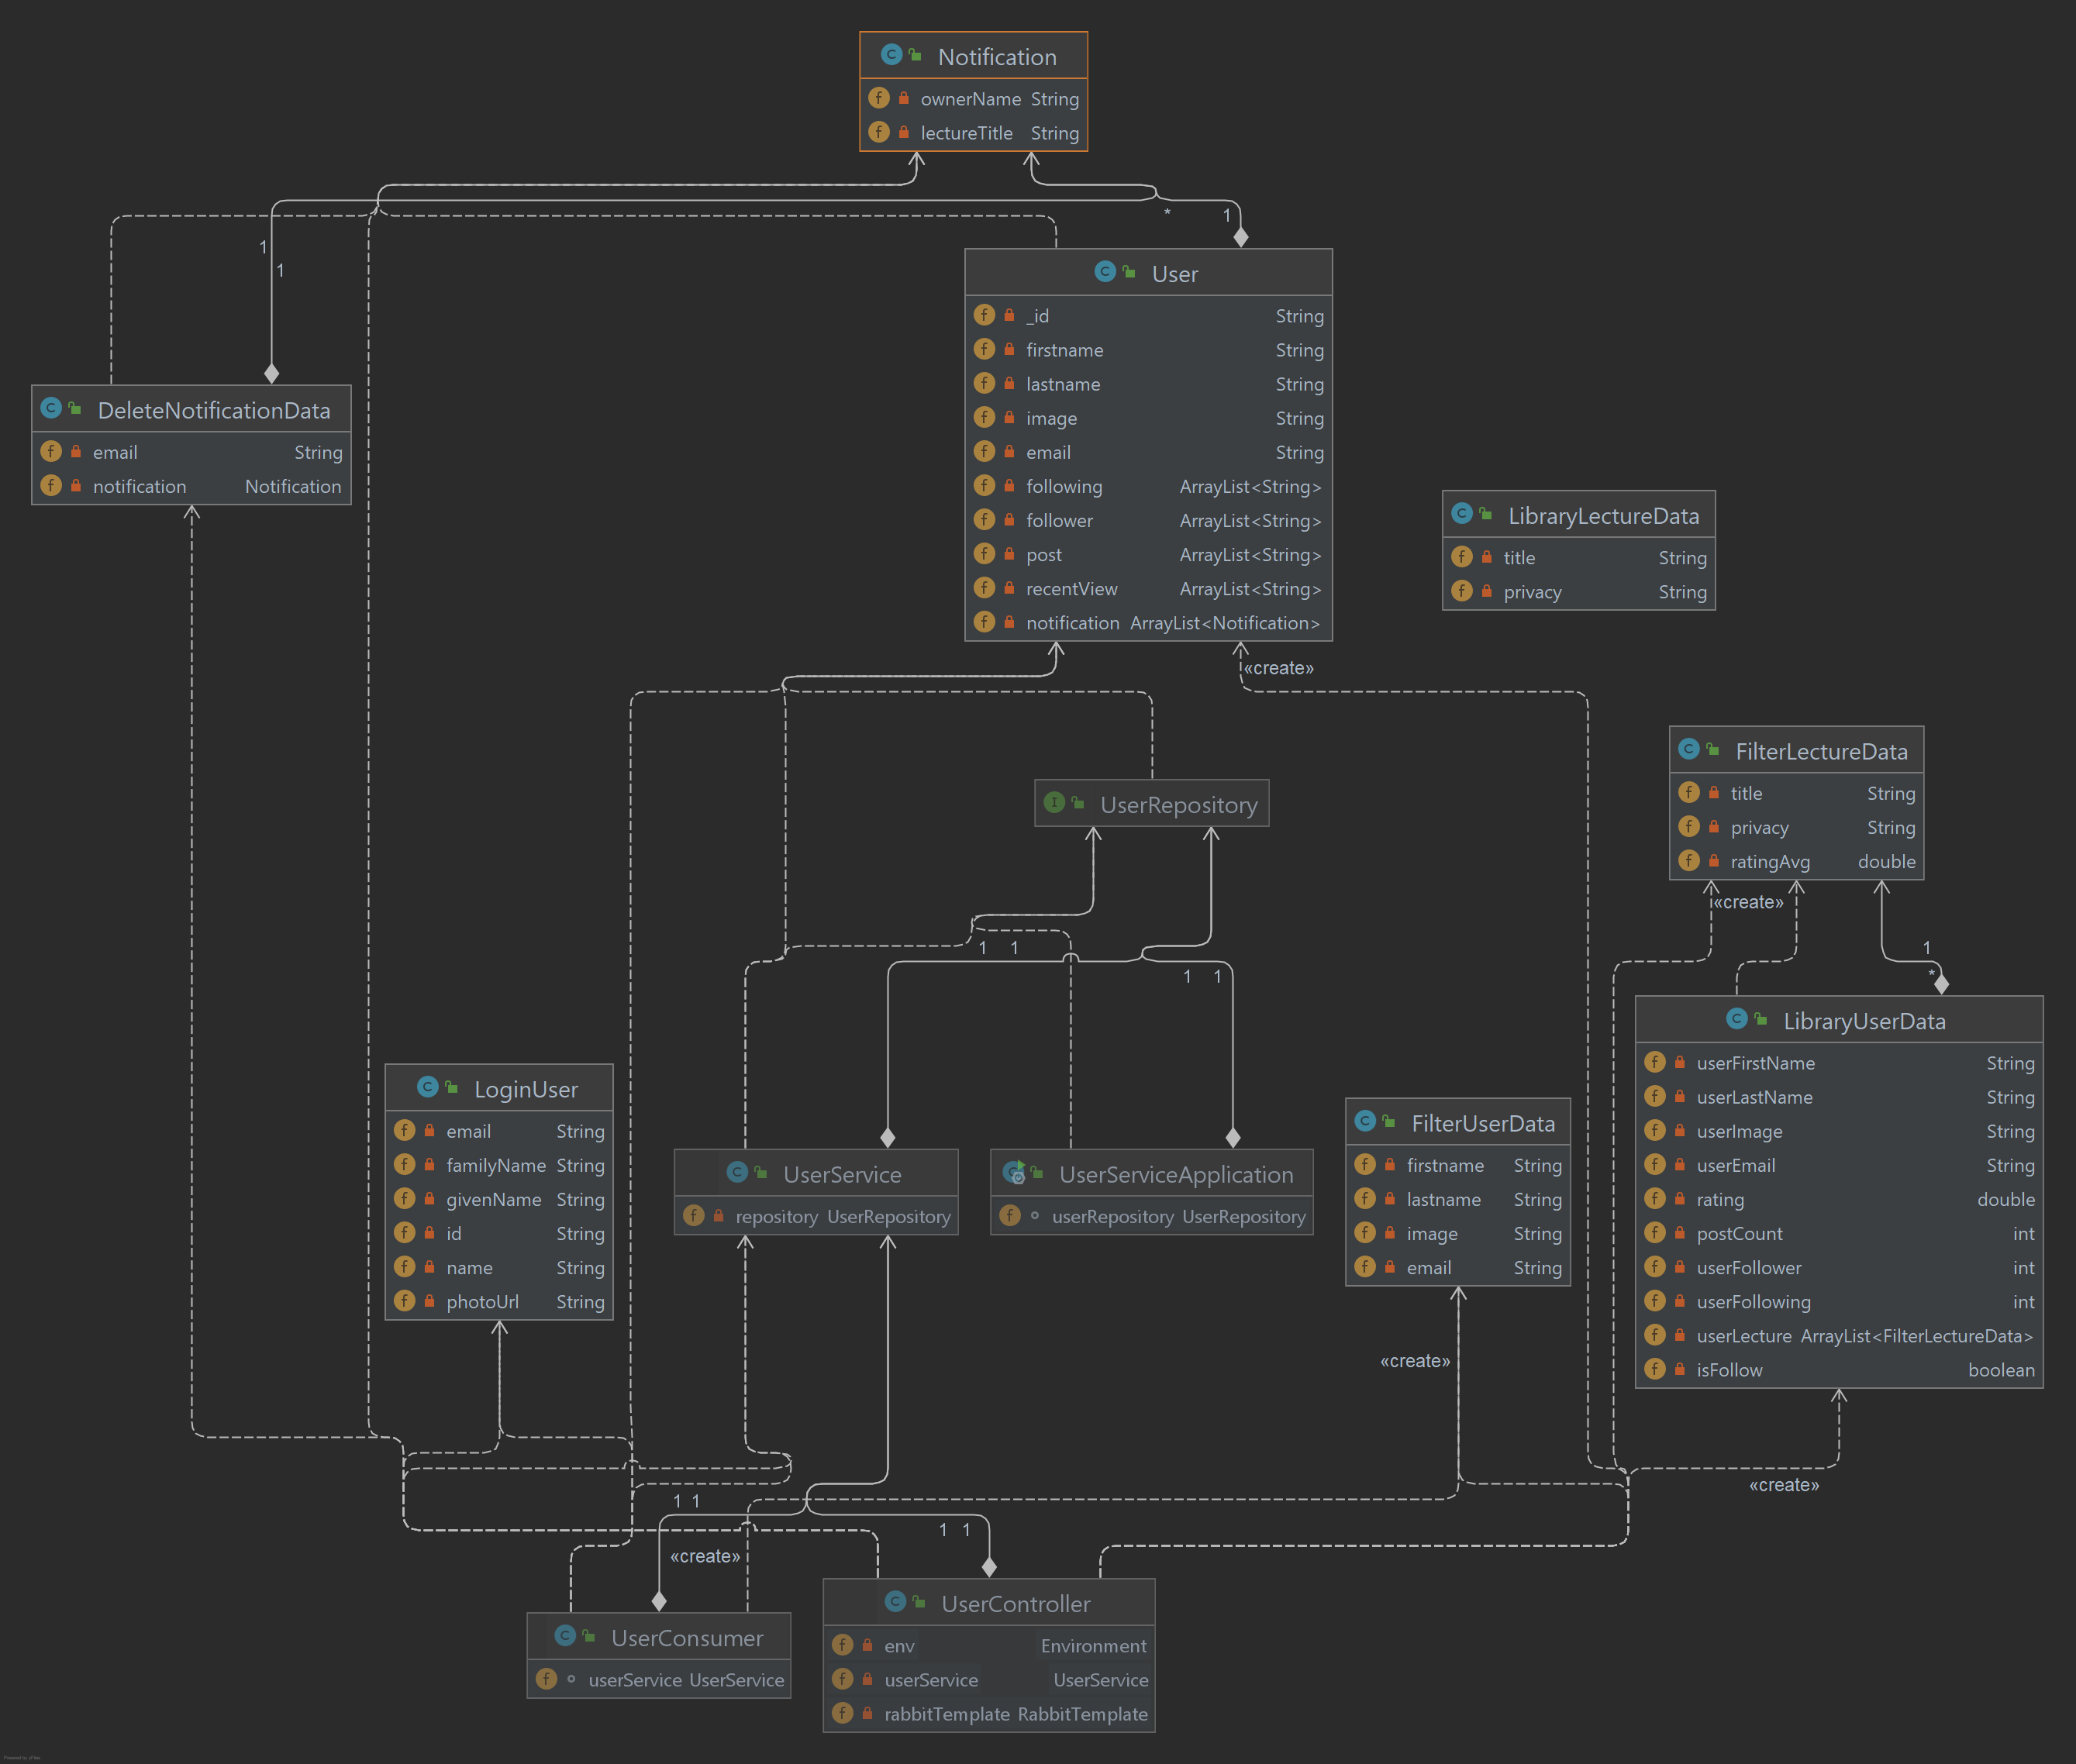 Notification
ownerName String
lectureTitle String
* 1
1
1
User
_id String
firstname String
lastname String
image String
email String
following ArrayList<String>
follower ArrayList<String>
post ArrayList<String>
recentView ArrayList<String>
notification ArrayList<Notification>
DeleteNotificationData
email String
notification Notification
LibraryLectureData
title String
privacy String
«create»
FilterLectureData
title String
privacy String
ratingAvg double
UserRepository
«create»
1 1
1
1 1
*
LibraryUserData
userFirstName String
userLastName String
userImage String
userEmail String
rating double
postCount int
userFollower int
userFollowing int
userLecture ArrayList<FilterLectureData>
isFollow boolean
LoginUser
email String
familyName String
givenName String
id String
name String
photoUrl String
UserService
repository UserRepository
UserServiceApplication
userRepository UserRepository
FilterUserData
firstname String
lastname String
image String
email String
«create»
«create»
1 1
1 1
«create»
UserConsumer
userService UserService
UserController
env Environment
userService UserService
rabbitTemplate RabbitTemplate
Powered by yFiles